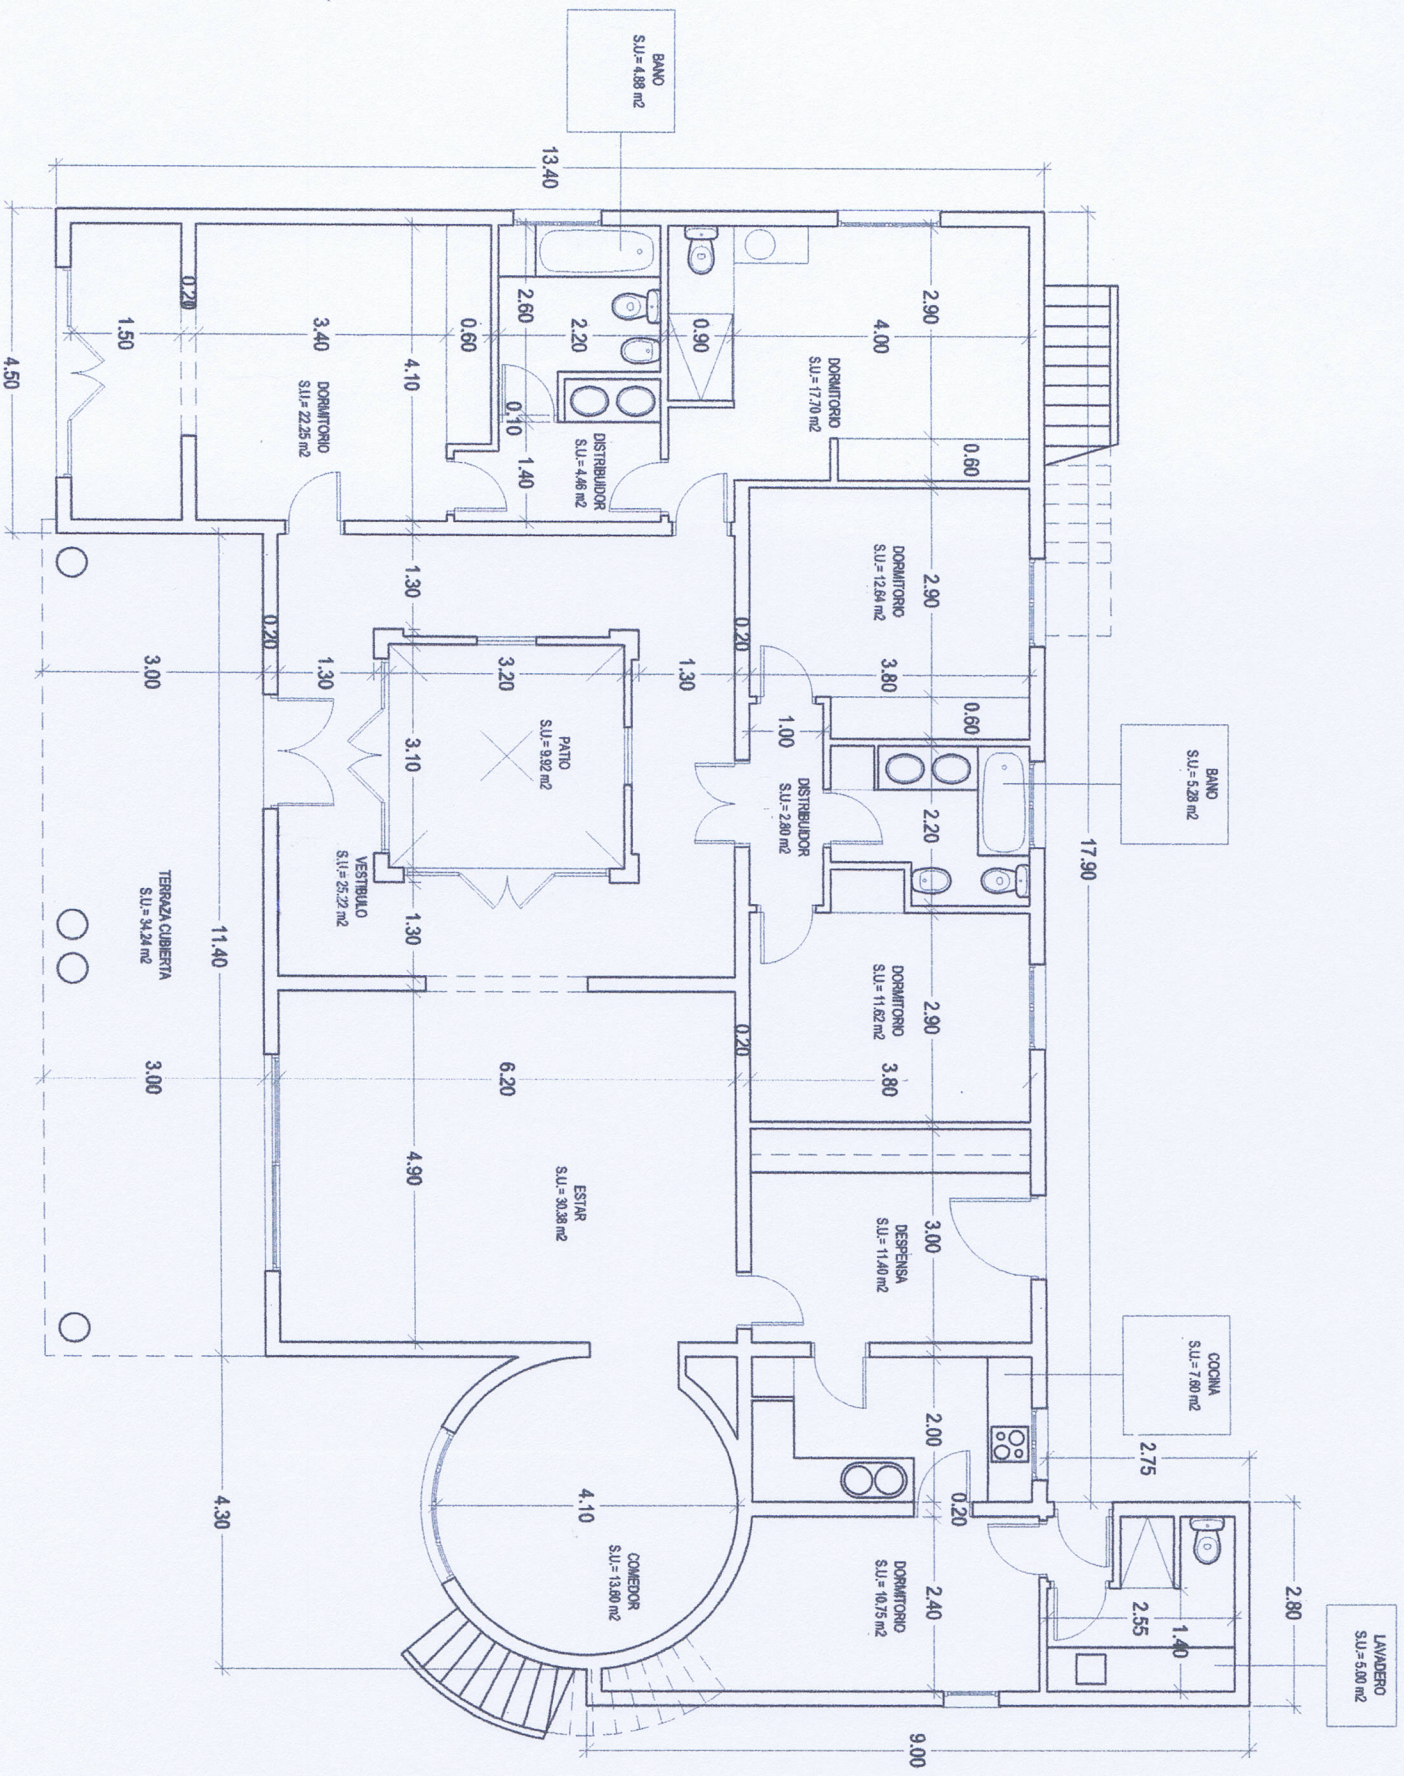 BAÑO
S.U.= 4.88 m2
13.40
4.50
1.50
0.20
3.40
4.10
0.60
DORMITORIO
S.U.= 22.25 m2
2.60
2.20
0.10
1.40
DISTRIBUIDOR
S.U.= 4.46 m2
0.90
4.00
2.90
DORMITORIO
S.U.= 17.70 m2
0.60
DORMITORIO
S.U.= 12.64 m2
2.90
3.80
0.60
0.20
1.30
0.20
3.00
1.30
3.20
1.30
3.10
PATIO
S.U.= 9.92 m2
1.00
DISTRIBUIDOR
S.U.= 2.80 m2
2.20
BAÑO
S.U.= 5.28 m2
17.90
VESTIBULO
S.U.= 25.22 m2
1.30
TERRAZA CUBIERTA
S.U.= 34.24 m2
11.40
3.00
DORMITORIO
S.U.= 11.62 m2
2.90
3.80
0.20
6.20
4.90
ESTAR
S.U.= 30.38 m2
DESPENSA
S.U.= 11.40 m2
3.00
COCINA
S.U.= 7.60 m2
2.00
2.75
0.20
4.30
4.10
COMEDOR
S.U.= 13.60 m2
DORMITORIO
S.U.= 10.75 m2
2.40
2.55
1.40
2.80
LAVADERO
S.U.= 5.00 m2
9.00